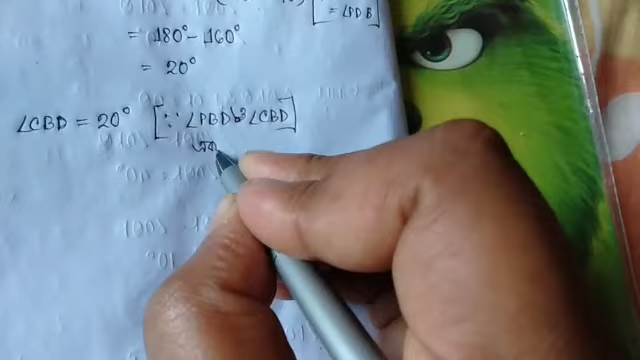 = ∠PDB]
= 180° - 160°
= 20°
∠CBD = 20° [∵ ∠PBD ও ∠CBD]